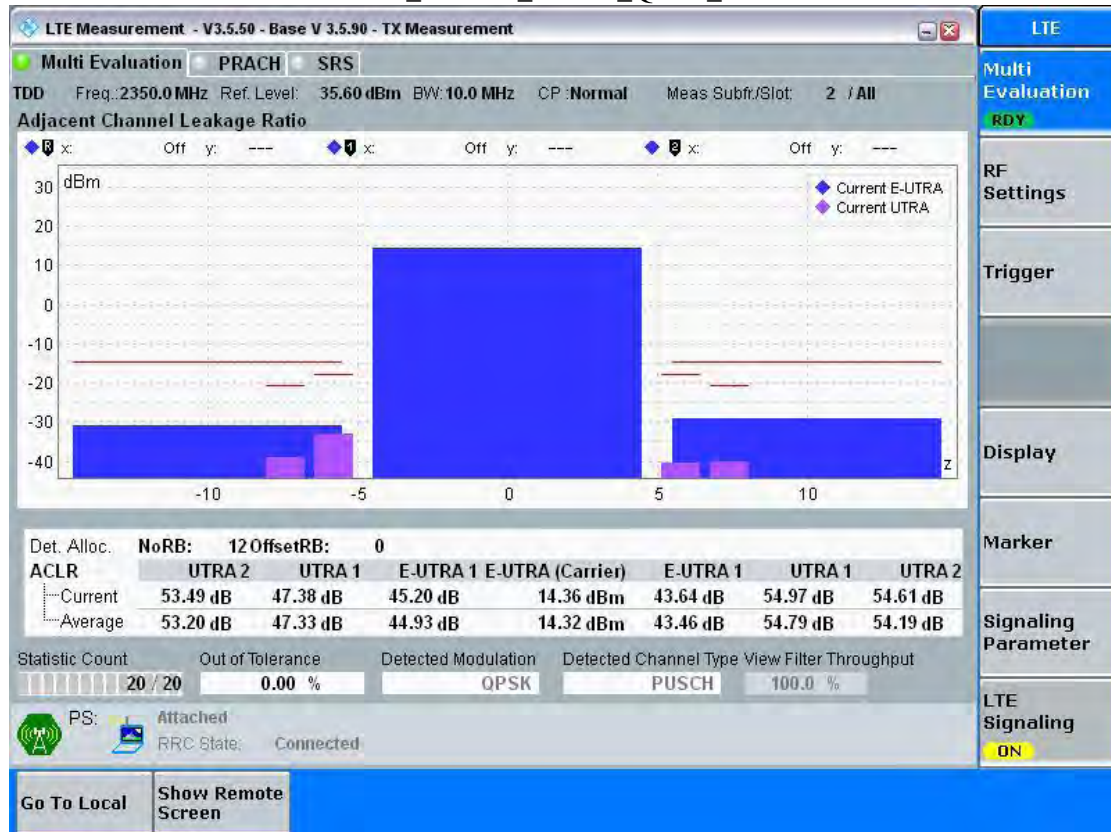 LTE Measurement - V3.5.50 - Base V 3.5.90 - TX Measurement
LTE
Multi Evaluation PRACH SRS
Multi
Evaluation
RDY
TDD Freq.:2350.0 MHz Ref. Level: 35.60 dBm BW:10.0 MHz CP :Normal Meas Subfr./Slot: 2 / All
Adjacent Channel Leakage Ratio
R x: Off y: --- 1 x: Off y: --- 2 x: Off y: ---
dBm
Current E-UTRA
Current UTRA
30
20
10
0
-10
-20
-30
-40
z
-10 -5 0 5 10
RF
Settings
Trigger
Display
Marker
Signaling
Parameter
LTE
Signaling
ON
Det. Alloc. NoRB: 12 OffsetRB: 0
ACLR UTRA 2 UTRA 1 E-UTRA 1 E-UTRA (Carrier) E-UTRA 1 UTRA 1 UTRA 2
Current 53.49 dB 47.38 dB 45.20 dB 14.36 dBm 43.64 dB 54.97 dB 54.61 dB
Average 53.20 dB 47.33 dB 44.93 dB 14.32 dBm 43.46 dB 54.79 dB 54.19 dB
Statistic Count Out of Tolerance Detected Modulation Detected Channel Type View Filter Throughput
20 / 20 0.00 % QPSK PUSCH 100.0 %
PS: Attached
RRC State: Connected
Go To Local
Show Remote
Screen